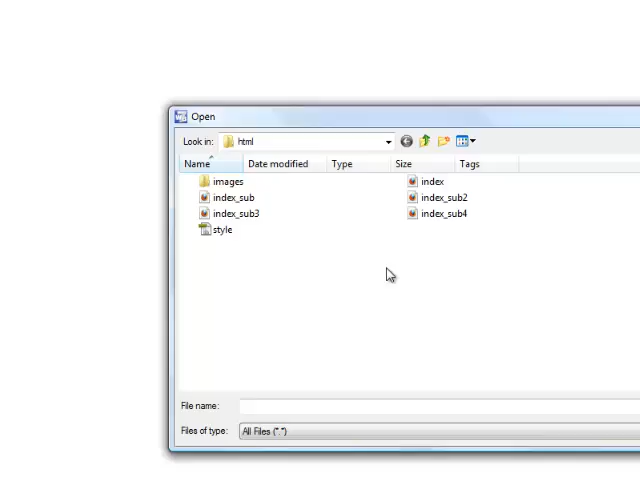 Open
Look in: html
Name Date modified Type Size Tags
images index
index_sub index_sub2
index_sub3 index_sub4
style
File name:
Files of type: All Files (*.*)